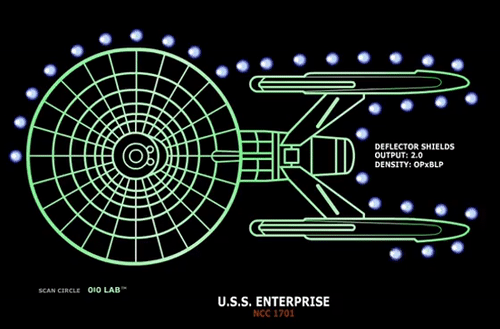 DEFLECTOR SHIELDS
OUTPUT: 2.0
DENSITY: OPxBLP
SCAN CIRCLE OIO LAB™
U.S.S. ENTERPRISE
NCC 1701